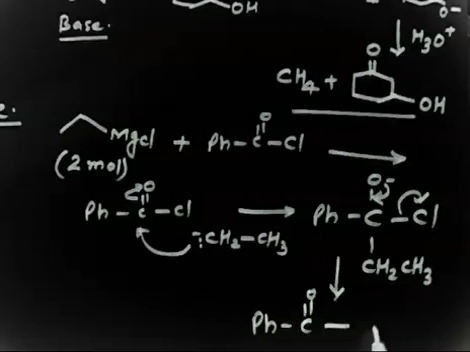 OH O-
Base. H3O+
O
CH4 + OH
MgCl + Ph-C-Cl
O
(2 mol)
O O-
Ph-C-Cl → Ph-C-Cl
:CH2-CH3
CH2CH3
O
Ph-C-